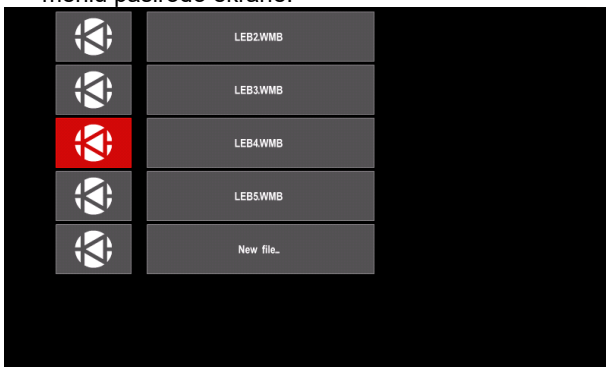 meniu pasirodo ekrane.
LEB2.WMB
LEB3.WMB
LEB4.WMB
LEB5.WMB
New file..